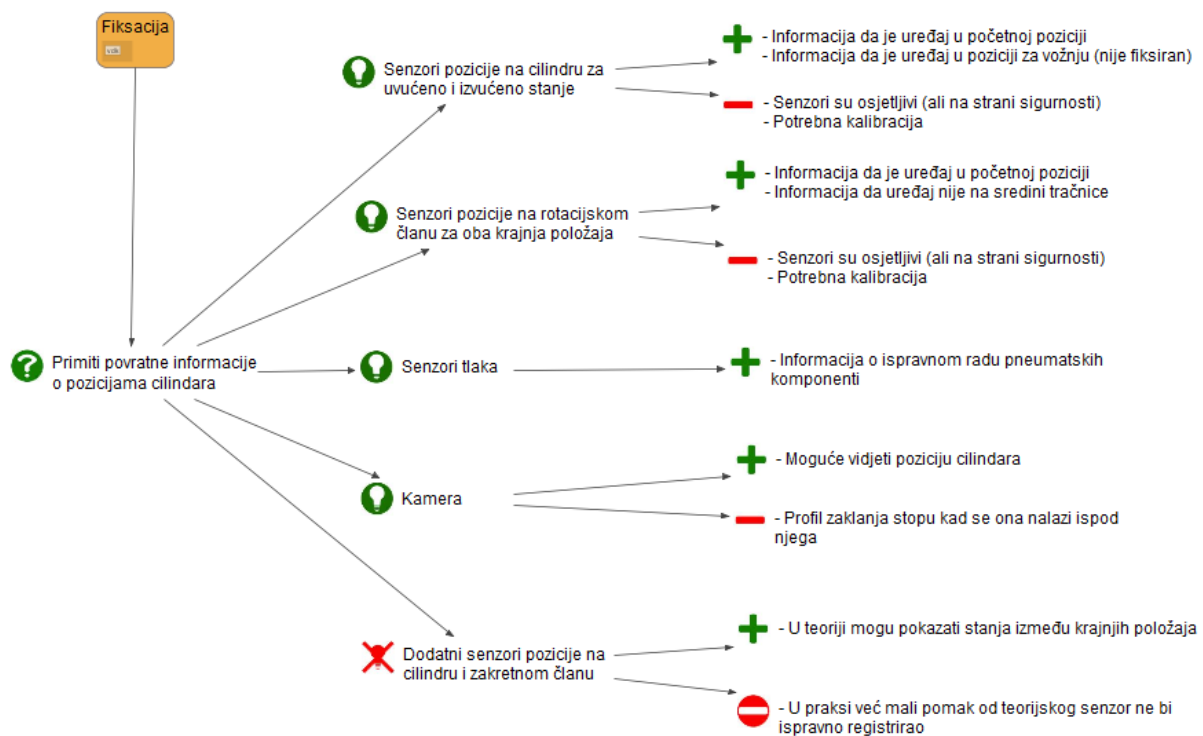 Fiksacija
vdk
- Informacija da je uređaj u početnoj poziciji
- Informacija da je uređaj u poziciji za vožnju (nije fiksiran)
Senzori pozicije na cilindru za
uvućeno i izvućeno stanje
- Senzori su osjetljivi (ali na strani sigurnosti)
- Potrebna kalibracija
- Informacija da je uređaj u početnoj poziciji
- Informacija da uređaj nije na sredini tračnice
Senzori pozicije na rotacijskom
članu za oba krajnja položaja
- Senzori su osjetljivi (ali na strani sigurnosti)
- Potrebna kalibracija
Primiti povratne informacije
o pozicijama cilindara
Senzori tlaka
- Informacija o ispravnom radu pneumatskih
komponenti
- Moguće vidjeti poziciju cilindara
Kamera
- Profil zaklanja stopu kad se ona nalazi ispod
njega
- U teoriji mogu pokazati stanja između krajnjih položaja
Dodatni senzori pozicije na
cilindru i zakretnom članu
- U praksi već mali pomak od teorijskog senzor ne bi
ispravno registrirao